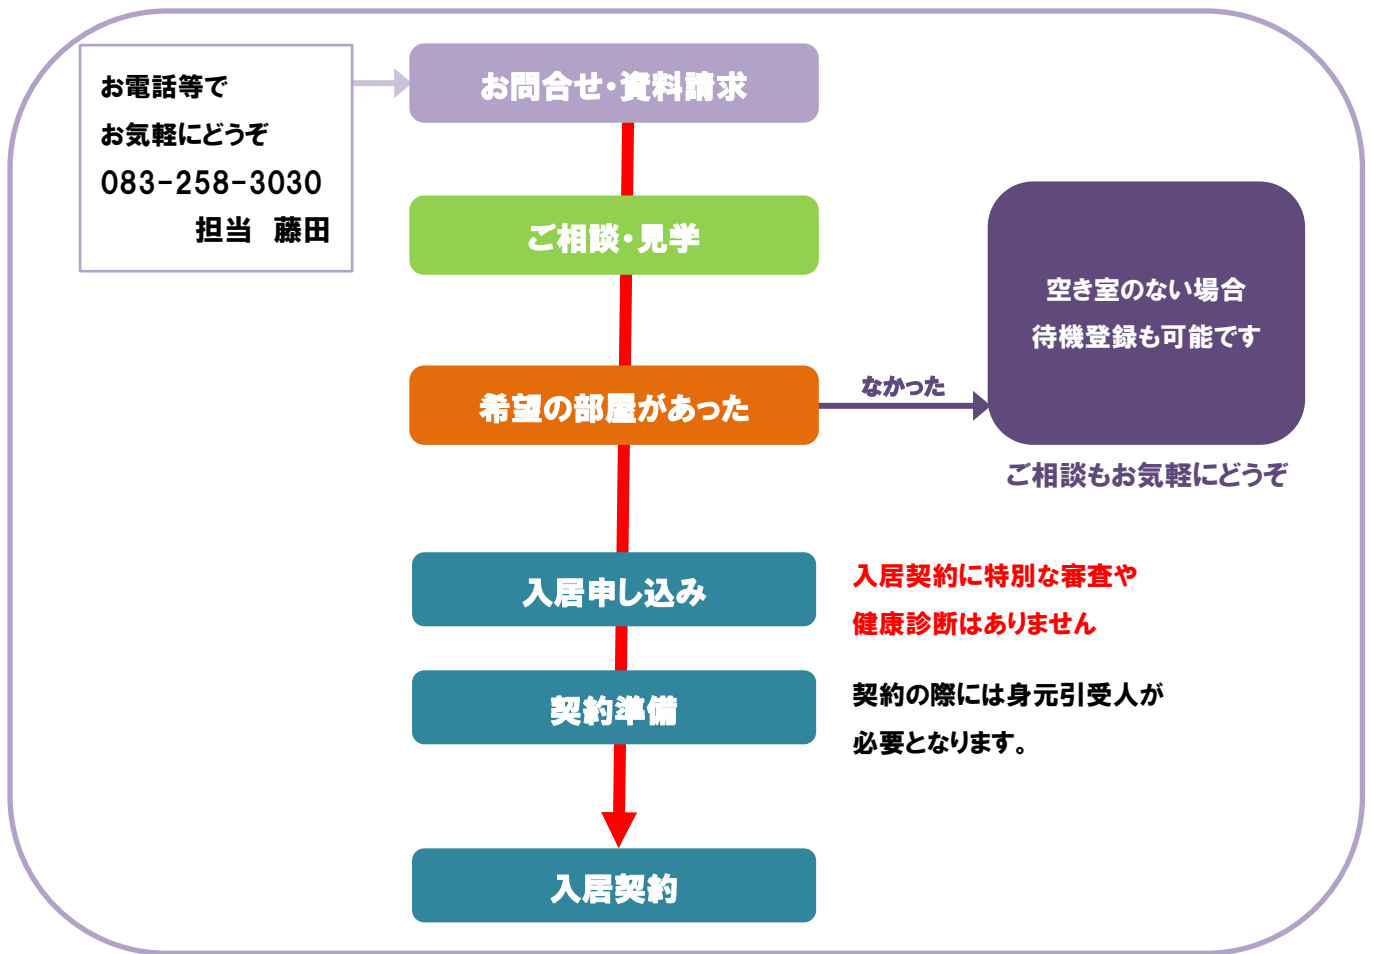 お電話等で
お気軽にどうぞ
083-258-3030
担当　藤田
お問合せ・資料請求
ご相談・見学
希望の部屋があった
なかった
空き室のない場合
待機登録も可能です
ご相談もお気軽にどうぞ
入居申し込み
入居契約に特別な審査や
健康診断はありません
契約準備
契約の際には身元引受人が
必要となります。
入居契約